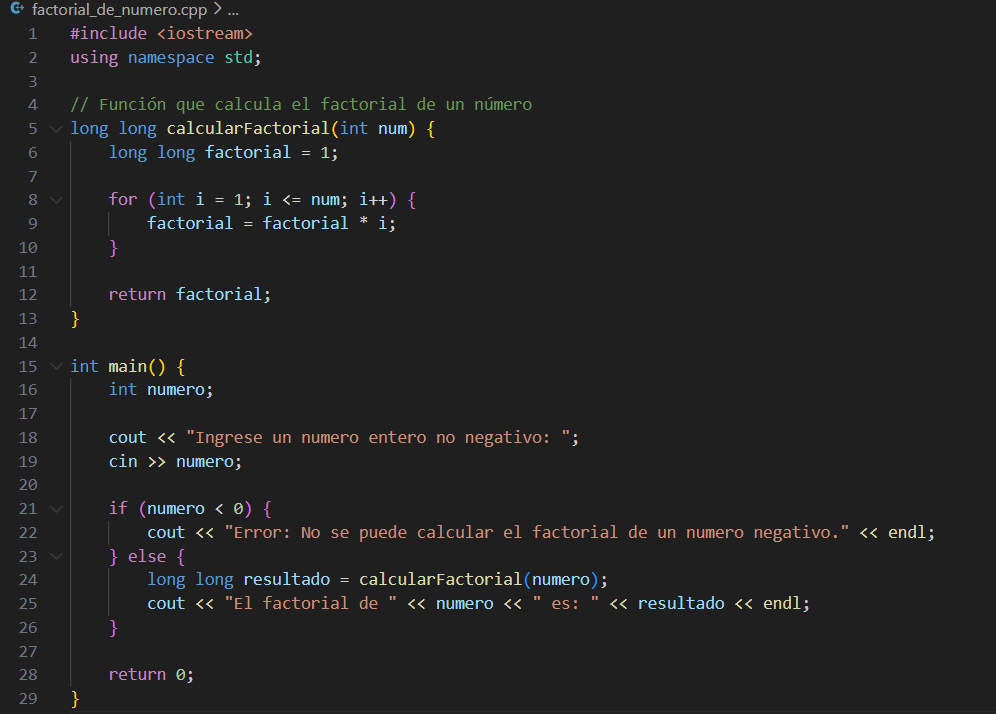 factorial_de_numero.cpp > ...
1 #include <iostream>
2 using namespace std;
3
4 // Función que calcula el factorial de un número
5 long long calcularFactorial(int num) {
6     long long factorial = 1;
7
8     for (int i = 1; i <= num; i++) {
9         factorial = factorial * i;
10     }
11
12     return factorial;
13 }
14
15 int main() {
16     int numero;
17
18     cout << "Ingrese un numero entero no negativo: ";
19     cin >> numero;
20
21     if (numero < 0) {
22         cout << "Error: No se puede calcular el factorial de un numero negativo." << endl;
23     } else {
24         long long resultado = calcularFactorial(numero);
25         cout << "El factorial de " << numero << " es: " << resultado << endl;
26     }
27
28     return 0;
29 }